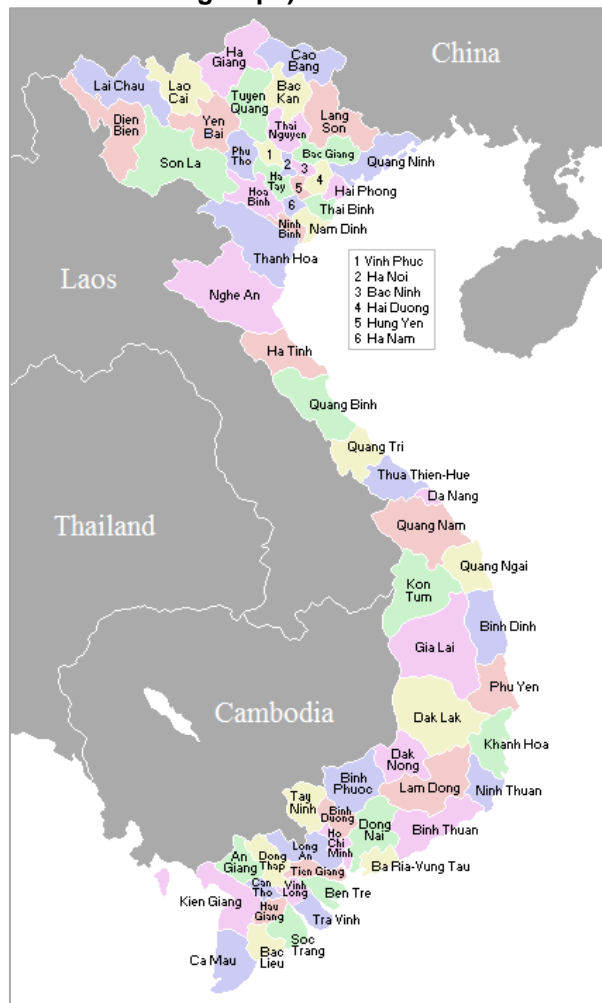 China
Ha
Giang
Cao
Bang
Lai Chau
Lao
Cai
Bac
Kan
Tuyen
Quang
Dien
Bien
Yen
Bai
Thai
Nguyen
Lang
Son
Son La
Phu
Tho
1
2
3
Bac Giang
Quang Ninh
Ha
Tay
4
5
Hai Phong
Hoa
Binh
6
Thai Binh
Ninh
Binh
Nam Dinh
Thanh Hoa
1 Vinh Phuc
2 Ha Noi
3 Bac Ninh
4 Hai Duong
5 Hung Yen
6 Ha Nam
Laos
Nghe An
Ha Tinh
Quang Binh
Quang Tri
Thua Thien-Hue
Da Nang
Thailand
Quang Nam
Quang Ngai
Kon
Tum
Binh Dinh
Gia Lai
Phu Yen
Cambodia
Dak Lak
Khanh Hoa
Dak
Nong
Binh
Phuoc
Lam Dong
Ninh Thuan
Tay
Ninh
Binh
Duong
Dong
Nai
Binh Thuan
Ho
Chi
Minh
Long
An
An
Giang
Dong
Thap
Tien Giang
Ba Ria-Vung Tau
Can
Tho
Vinh
Long
Ben Tre
Kien Giang
Hau
Giang
Tra Vinh
Soc
Trang
Ca Mau
Bac
Lieu